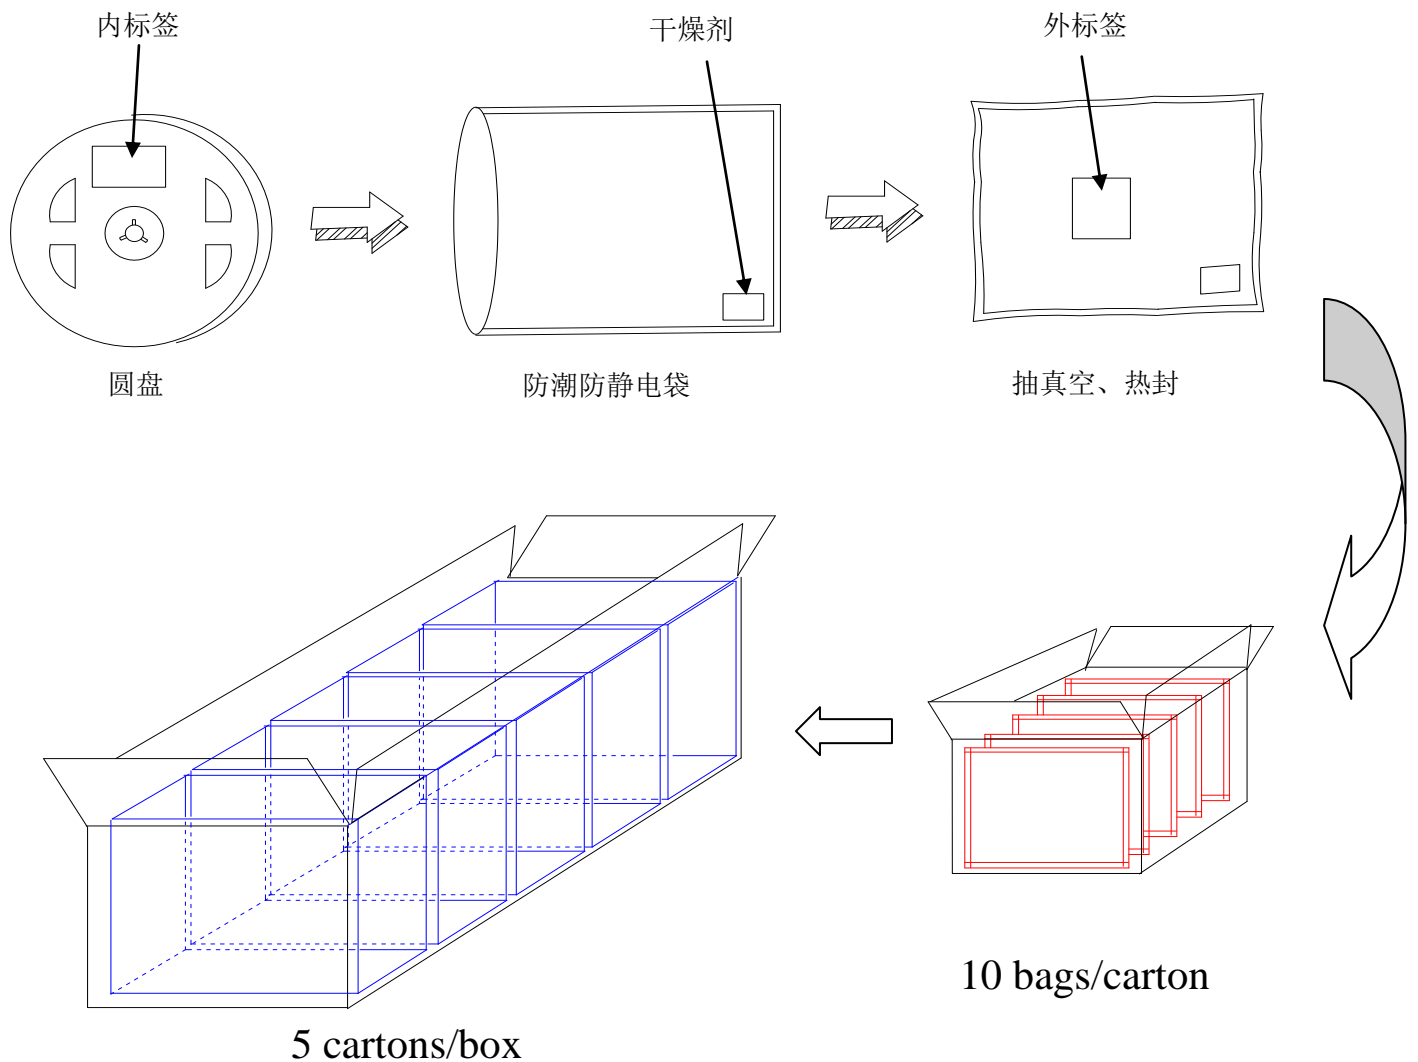 内标签
干燥剂
外标签
圆盘
防潮防静电袋
抽真空、热封
10 bags/carton
5 cartons/box